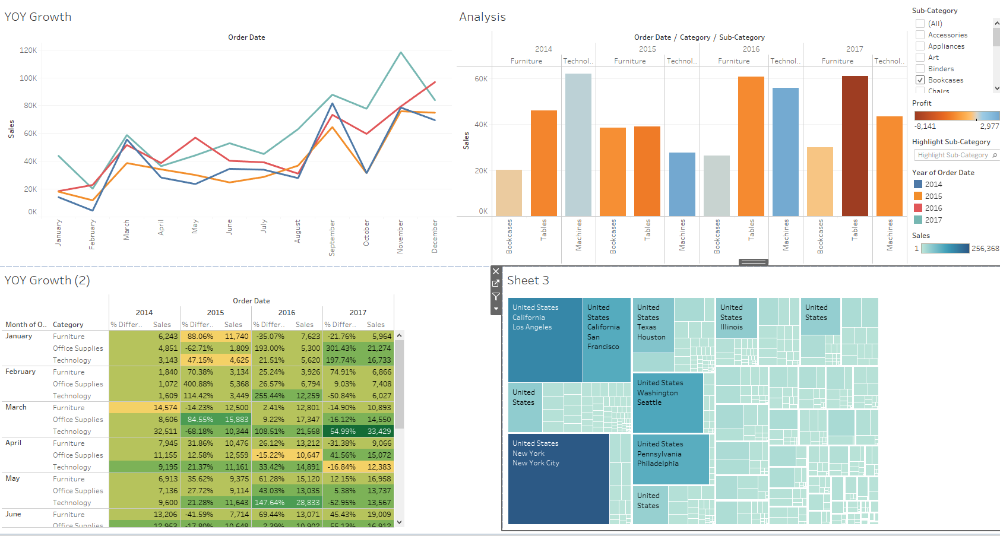 YOY Growth
Order Date
Sales
120K
100K
80K
60K
40K
20K
0K
January
February
March
April
May
June
July
August
September
October
November
December
Analysis
Order Date / Category / Sub-Category
2014 2015 2016 2017
Furniture Technol.. Furniture Technol.. Furniture Technol.. Furniture Technol..
Sales
60K
40K
20K
0K
Bookcases
Tables
Machines
Bookcases
Tables
Machines
Bookcases
Tables
Machines
Bookcases
Tables
Machines
Sub-Category
(All)
Accessories
Appliances
Art
Binders
Bookcases
Chairs
Profit
-8,141 2,977
Highlight Sub-Category
Highlight Sub-Category
Year of Order Date
2014
2015
2016
2017
Sales
1 256,368
YOY Growth (2)
Order Date
2014 2015 2016 2017
Month of O.. Category % Differ.. Sales % Differ.. Sales % Differ.. Sales % Differ.. Sales
January Furniture 6,243 88.06% 11,740 -35.07% 7,623 -21.76% 5,964
Office Supplies 4,851 -62.71% 1,809 193.00% 5,300 301.43% 21,274
Technology 3,143 47.15% 4,625 21.51% 5,620 197.74% 16,733
February Furniture 1,840 70.38% 3,134 25.24% 3,926 74.91% 6,866
Office Supplies 1,072 400.88% 5,368 26.57% 6,794 9.03% 7,408
Technology 1,609 114.42% 3,449 255.44% 12,259 -50.84% 6,027
March Furniture 14,574 -14.23% 12,500 2.41% 12,801 -14.90% 10,893
Office Supplies 8,606 84.55% 15,883 9.22% 17,347 -16.12% 14,550
Technology 32,511 -68.18% 10,344 108.51% 21,568 54.99% 33,429
April Furniture 7,945 31.86% 10,476 26.12% 13,212 -31.38% 9,066
Office Supplies 11,155 12.58% 12,559 -15.22% 10,647 41.56% 15,072
Technology 9,195 21.37% 11,161 33.42% 14,891 -16.84% 12,383
May Furniture 6,913 35.62% 9,375 61.28% 15,120 12.15% 16,958
Office Supplies 7,136 27.72% 9,114 43.03% 13,035 5.38% 13,737
Technology 9,600 21.28% 11,643 147.64% 28,833 -52.95% 13,567
June Furniture 13,206 -41.59% 7,714 69.44% 13,071 45.43% 19,009
Office Supplies 12,953 -17.80% 10,648 2.39% 10,902 55.13% 16,912
Sheet 3
United States
California
Los Angeles
United
States
California
San
Francisco
United
States
Texas
Houston
United
States
Illinois
United
States
United
States
United States
Washington
Seattle
United States
New York
New York City
United States
Pennsylvania
Philadelphia
United
States